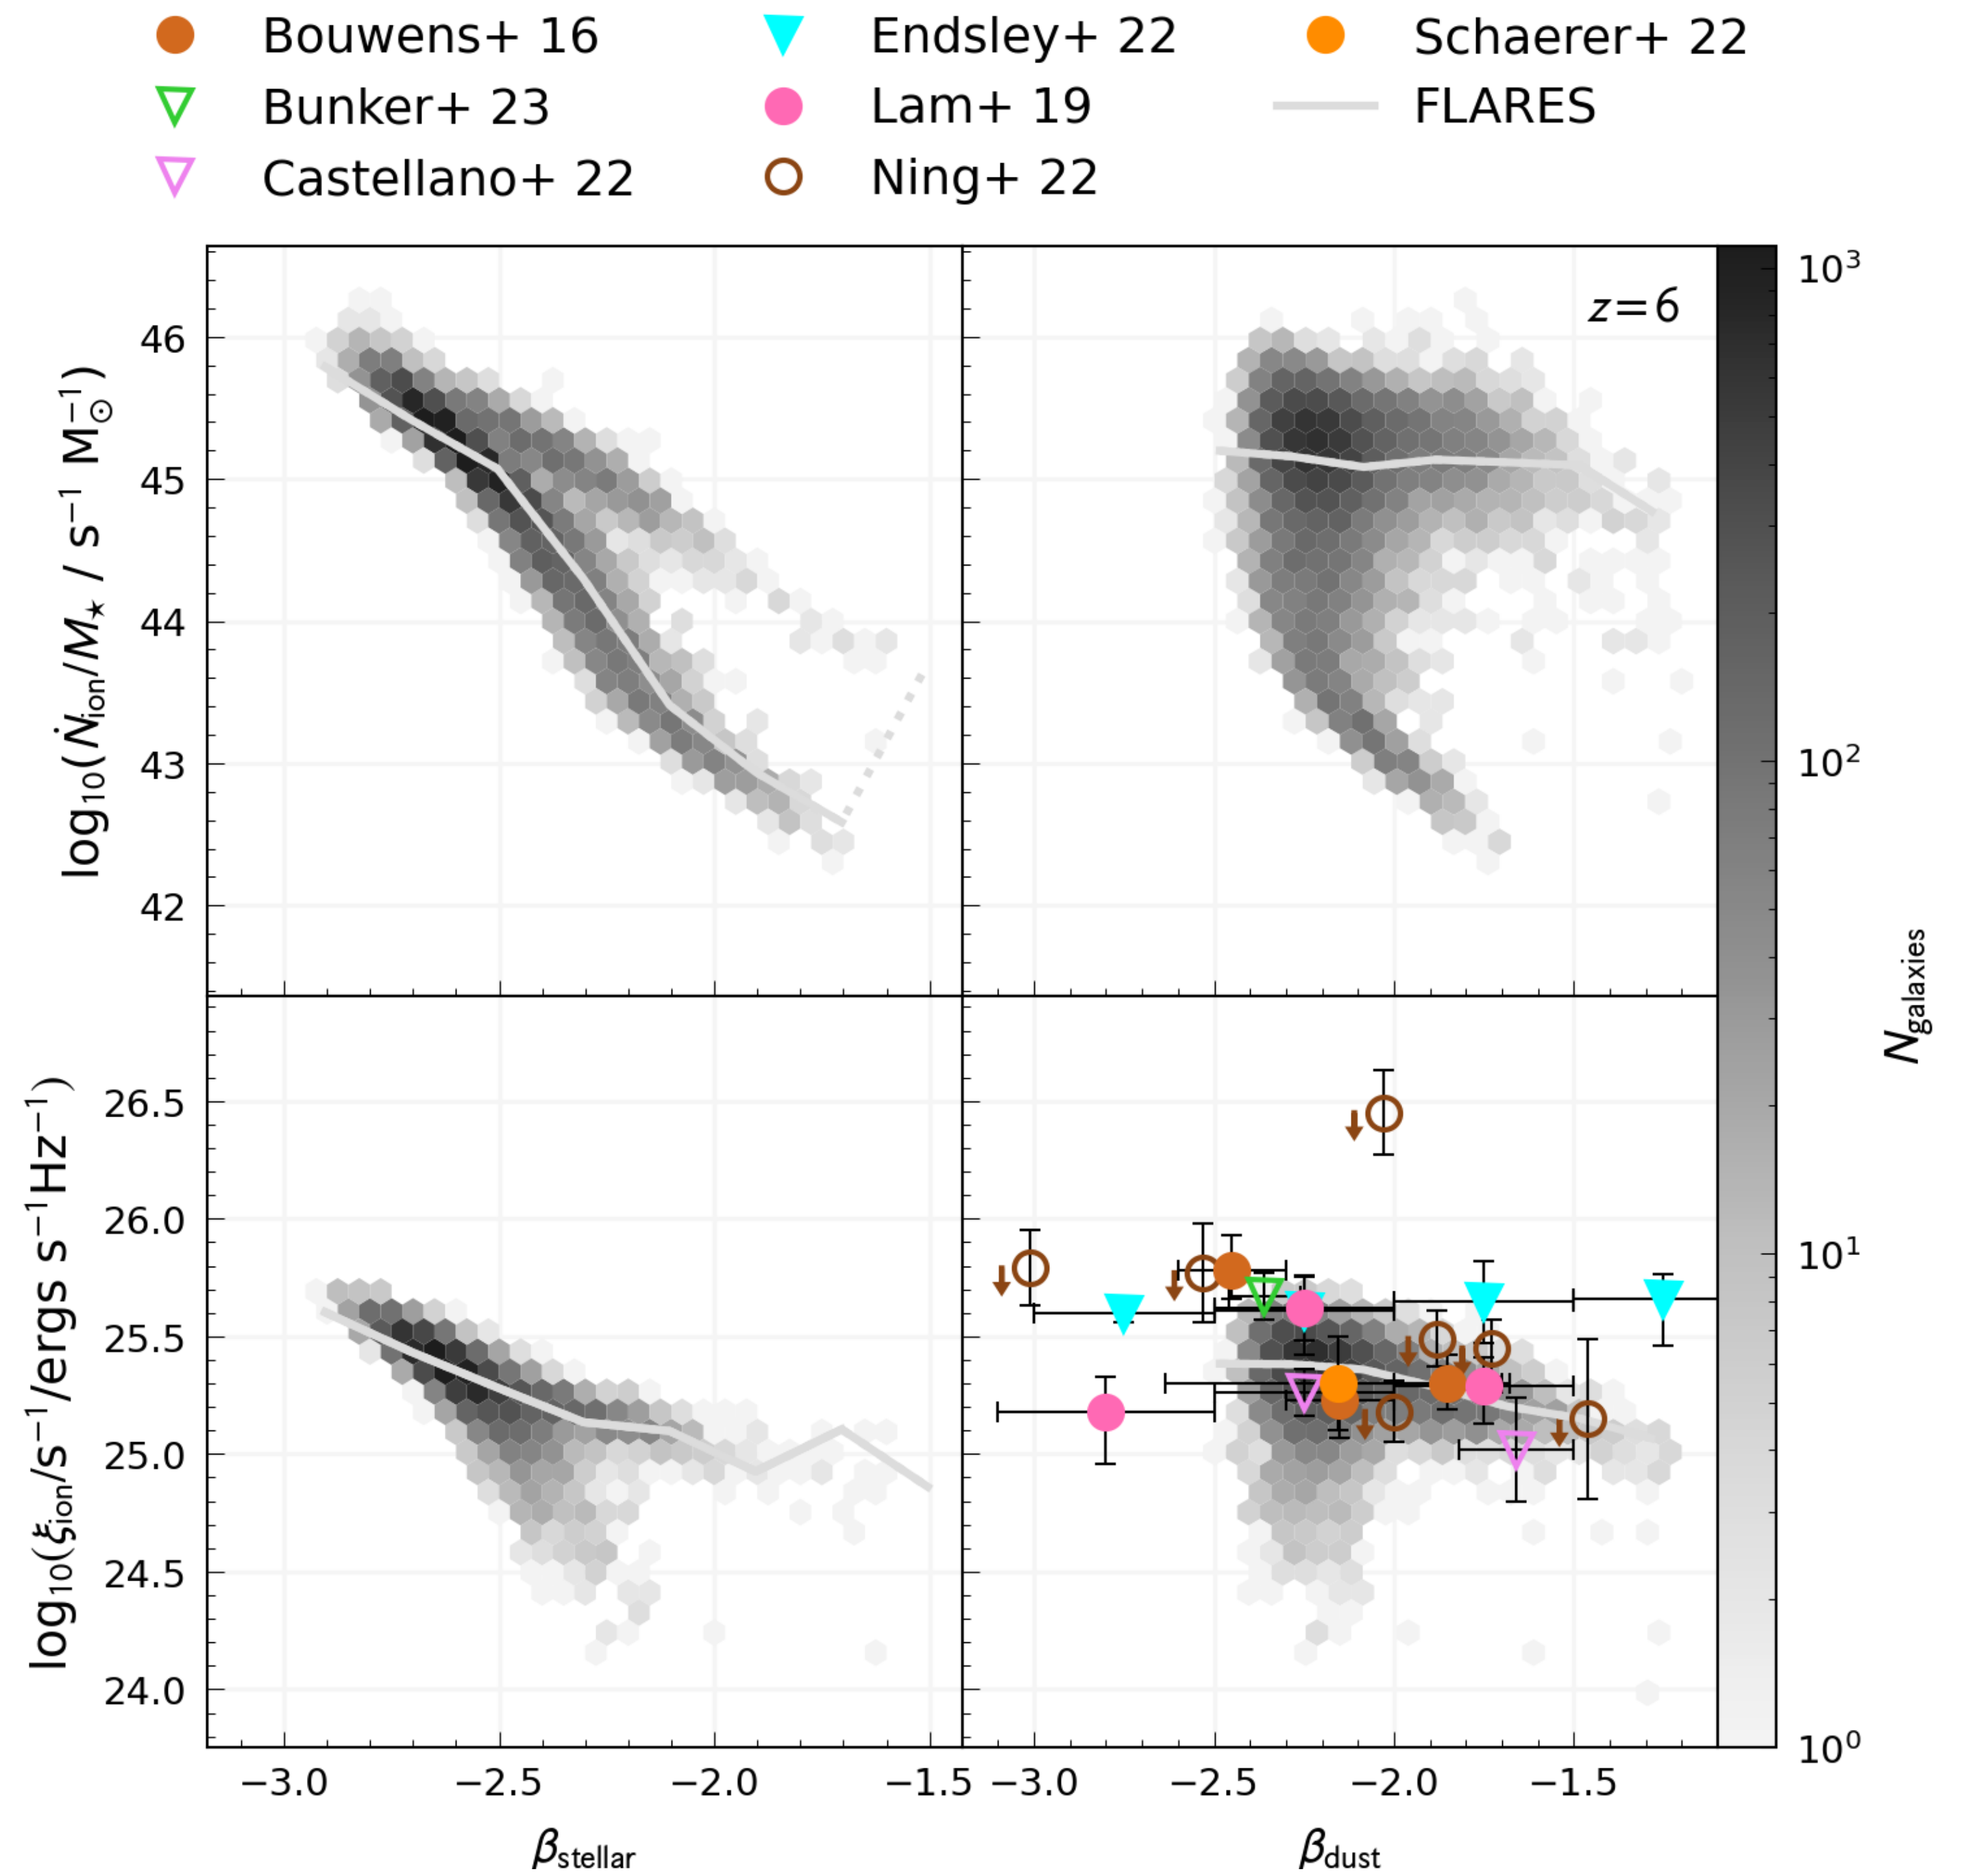 Bouwens+ 16 Endsley+ 22 Schaerer+ 22
Bunker+ 23 Lam+ 19 FLARES
Castellano+ 22 Ning+ 22
z=6
log₁₀(Ṅᵢₒₙ/M⋆ / s⁻¹ M⊙⁻¹)
46
45
44
43
42
log₁₀(ξᵢₒₙ/s⁻¹/ergs s⁻¹Hz⁻¹)
26.5
26.0
25.5
25.0
24.5
24.0
−3.0 −2.5 −2.0 −1.5 −3.0 −2.5 −2.0 −1.5
β_stellar β_dust
10³
10²
10¹
10⁰
N_galaxies